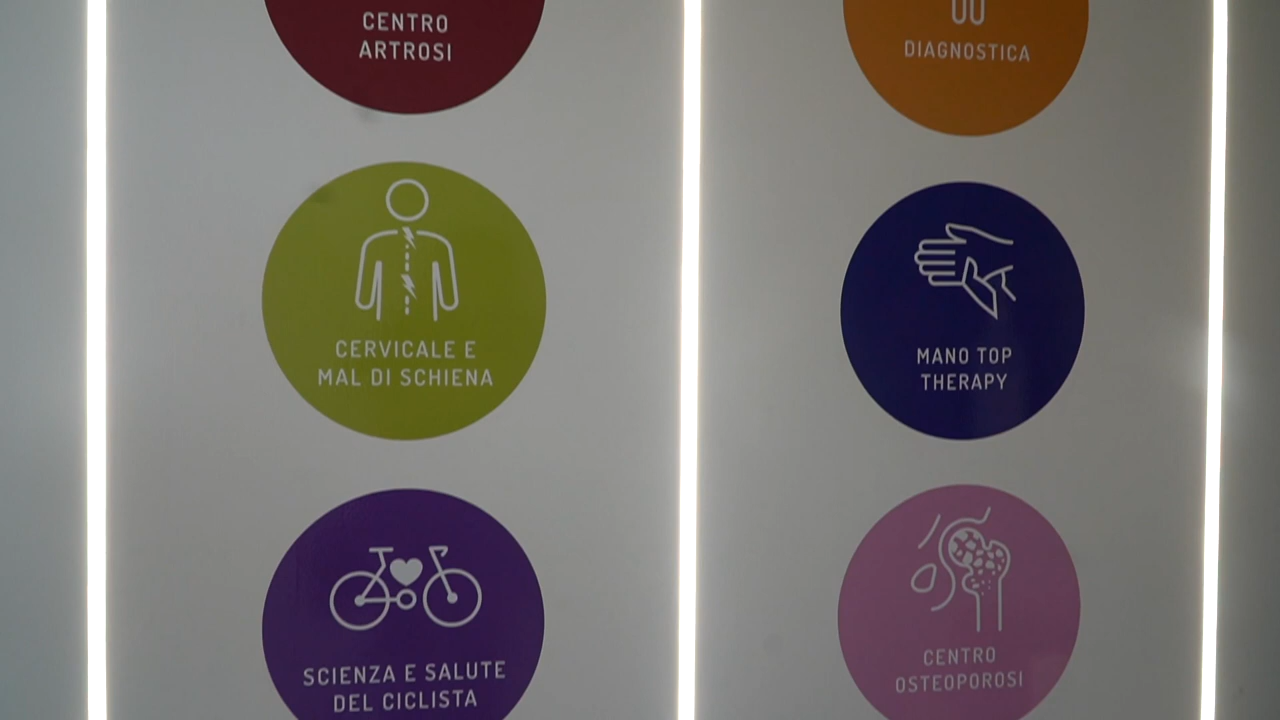 CENTRO
ARTROSI
CERVICALE E
MAL DI SCHIENA
SCIENZA E SALUTE
DEL CICLISTA
DIAGNOSTICA
MANO TOP
THERAPY
CENTRO
OSTEOPOROSI